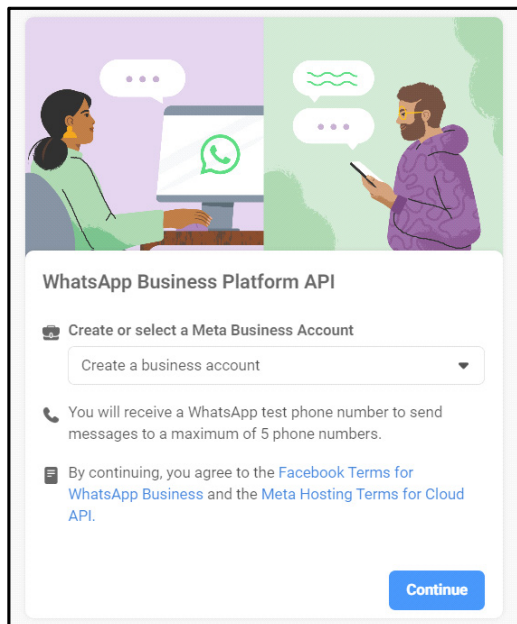 WhatsApp Business Platform API
Create or select a Meta Business Account
Create a business account
You will receive a WhatsApp test phone number to send
messages to a maximum of 5 phone numbers.
By continuing, you agree to the Facebook Terms for
WhatsApp Business and the Meta Hosting Terms for Cloud
API.
Continue